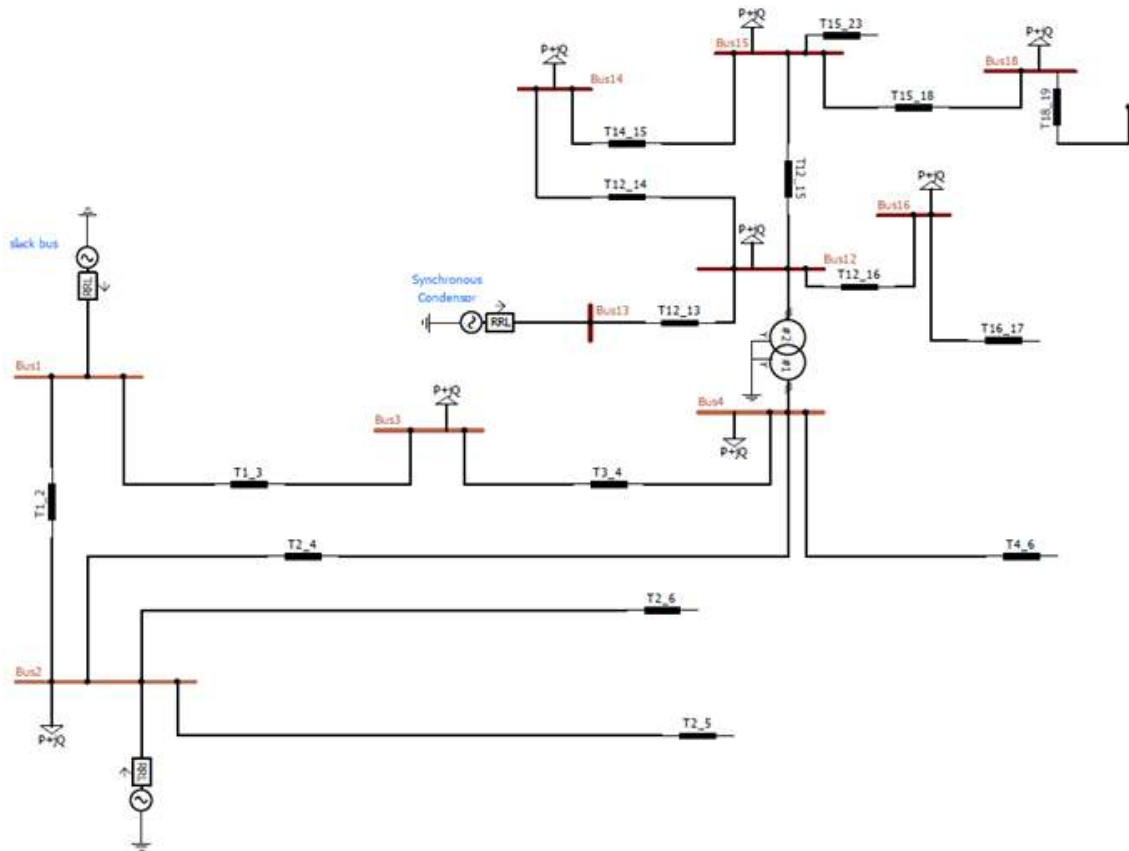 P+jQ
T15_23
Bus15
P+jQ
P+jQ
Bus18
Bus14
T15_18
T18_19
T14_15
T12_15
P+jQ
T12_14
Bus16
slack bus
P+jQ
Bus12
RRL
Synchronous
Condensor
T12_16
Bus13
T12_13
RRL
#2
Y
T16_17
Y
#1
Bus1
P+jQ
Bus4
Bus3
P+jQ
T1_3
T3_4
T1_2
T2_4
T4_6
T2_6
Bus2
T2_5
P+jQ
RRL